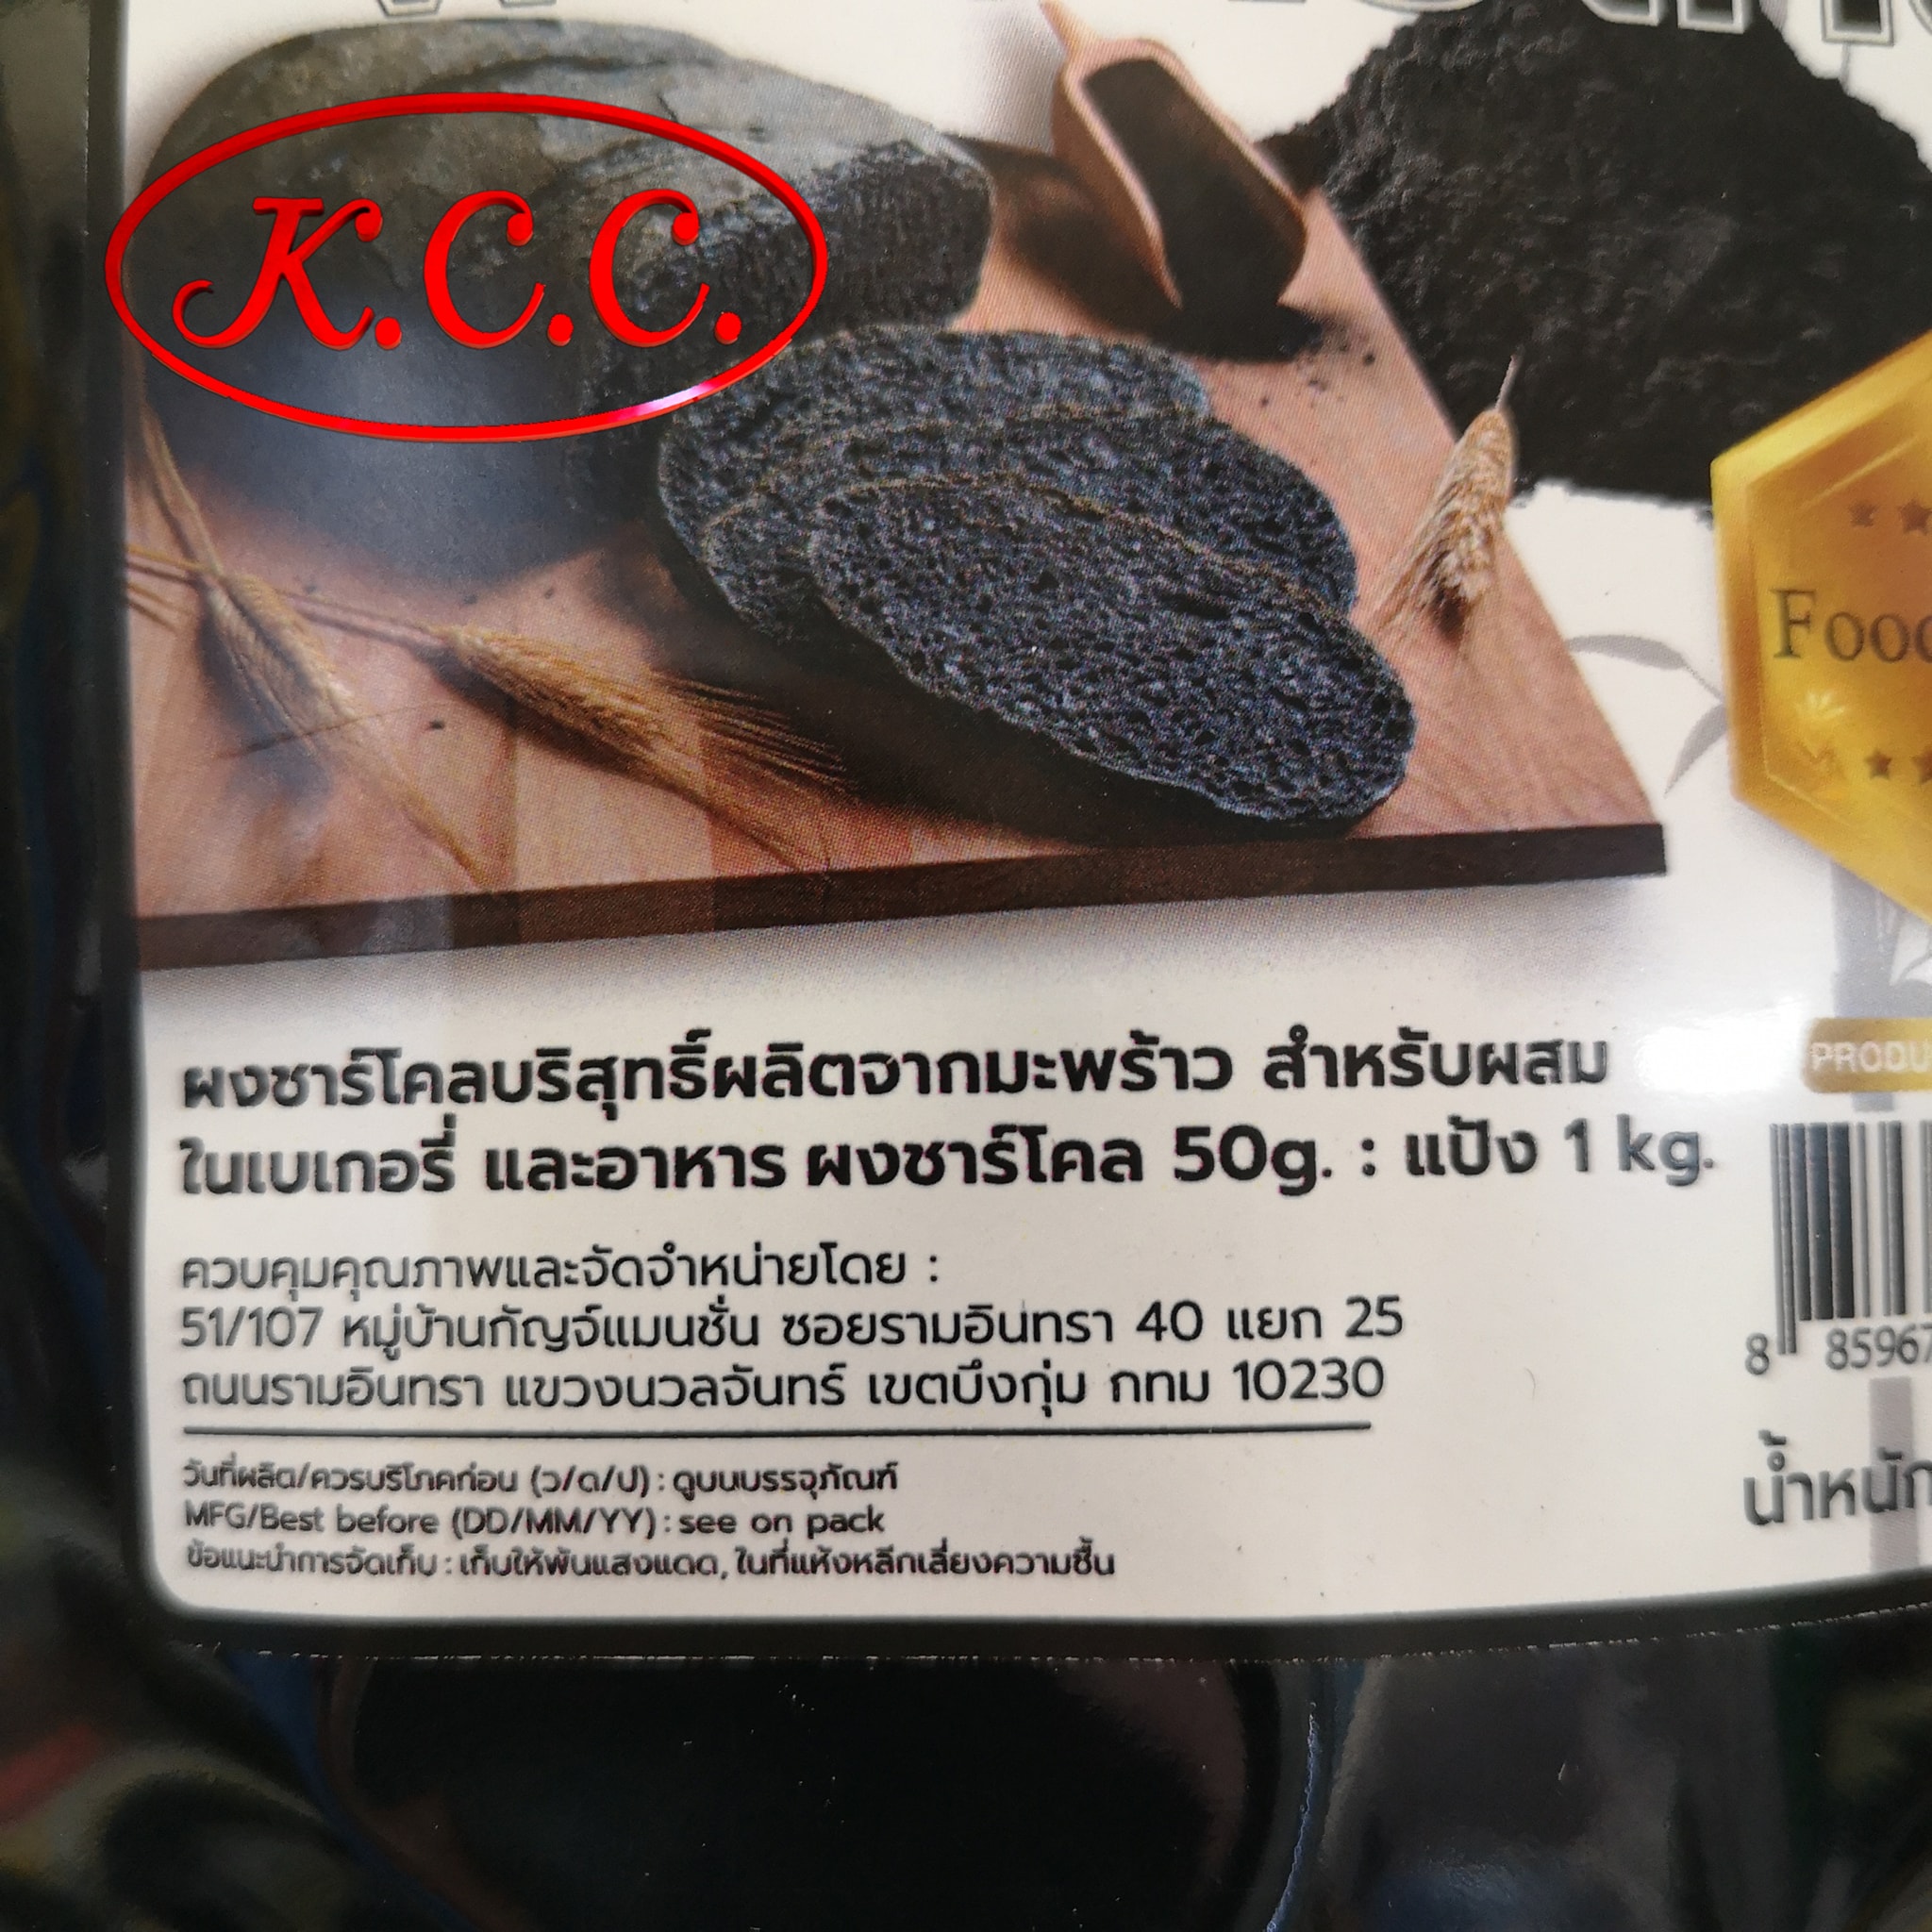 K.C.C.
Food
ผงชาร์โคลบริสุทธิ์ผลิตจากมะพร้าว สำหรับผสม
ในเบเกอรี่ และอาหาร ผงชาร์โคล 50g. : แป้ง 1 kg.
ควบคุมคุณภาพและจัดจำหน่ายโดย :
51/107 หมู่บ้านกัญจ์แมนชั่น ซอยรามอินทรา 40 แยก 25
ถนนรามอินทรา แขวงนวลจันทร์ เขตบึงกุ่ม กทม 10230
วันที่ผลิต/ควรบริโภคก่อน (ว/ด/ป) : ดูบนบรรจุภัณฑ์
MFG/Best before (DD/MM/YY) : see on pack
ข้อแนะนำการจัดเก็บ : เก็บให้พ้นแสงแดด, ในที่แห้งหลีกเลี่ยงความชื้น
PRODU
8 85967
น้ำหนัก